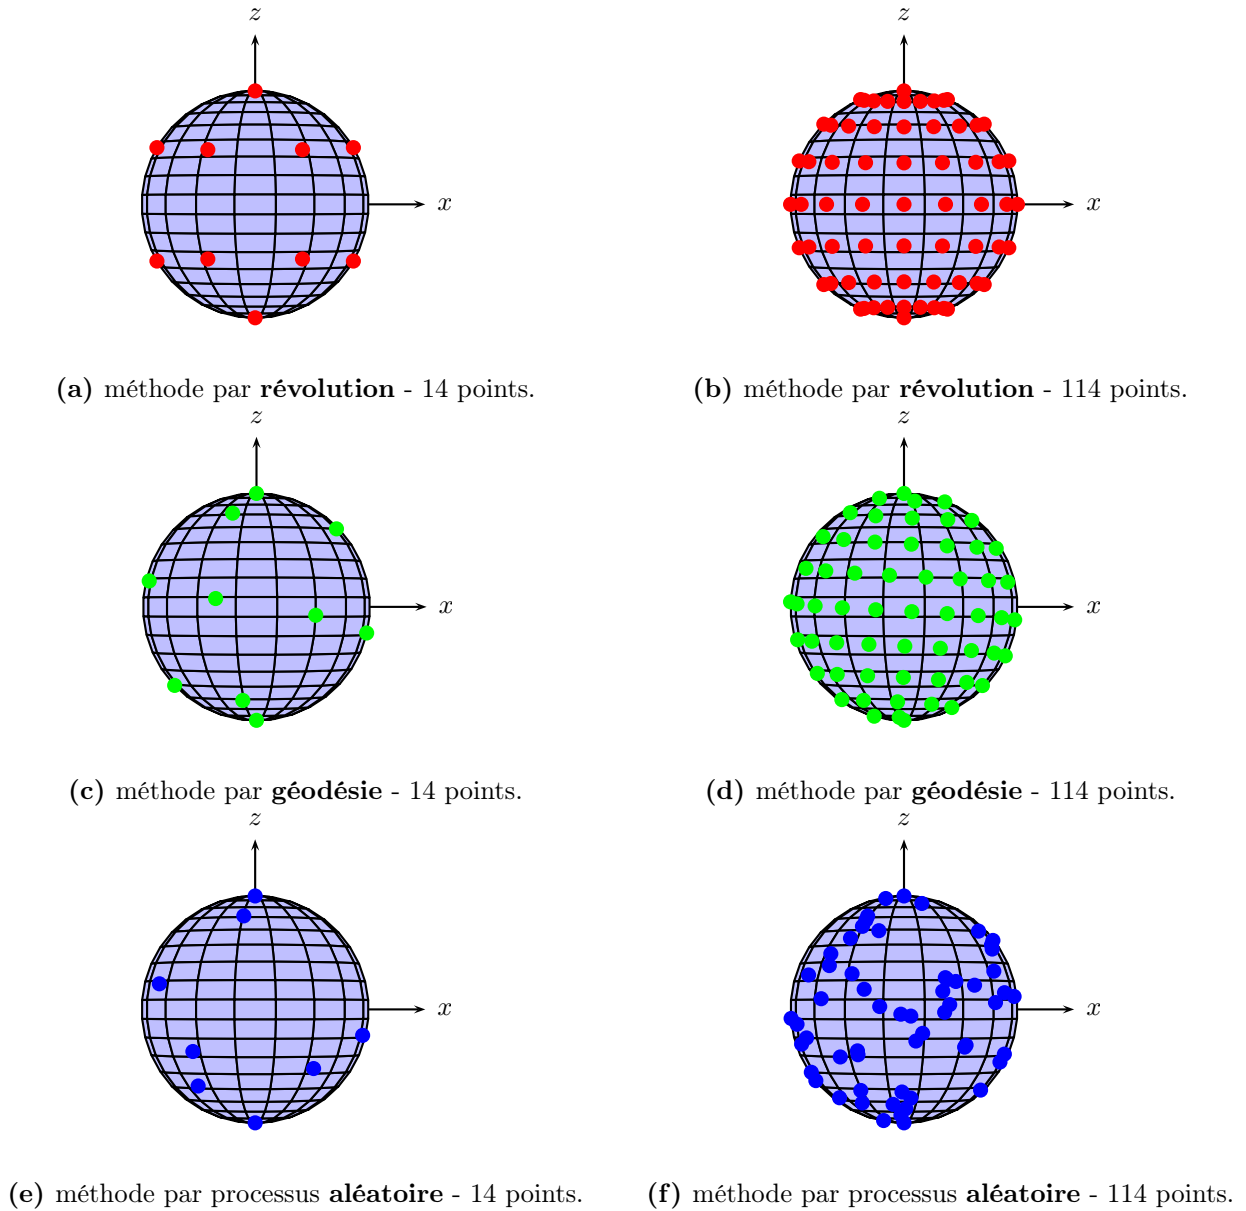 z
z
x
x
(a) méthode par révolution - 14 points.
(b) méthode par révolution - 114 points.
z
z
x
x
(c) méthode par géodésie - 14 points.
(d) méthode par géodésie - 114 points.
z
z
x
x
(e) méthode par processus aléatoire - 14 points.
(f) méthode par processus aléatoire - 114 points.